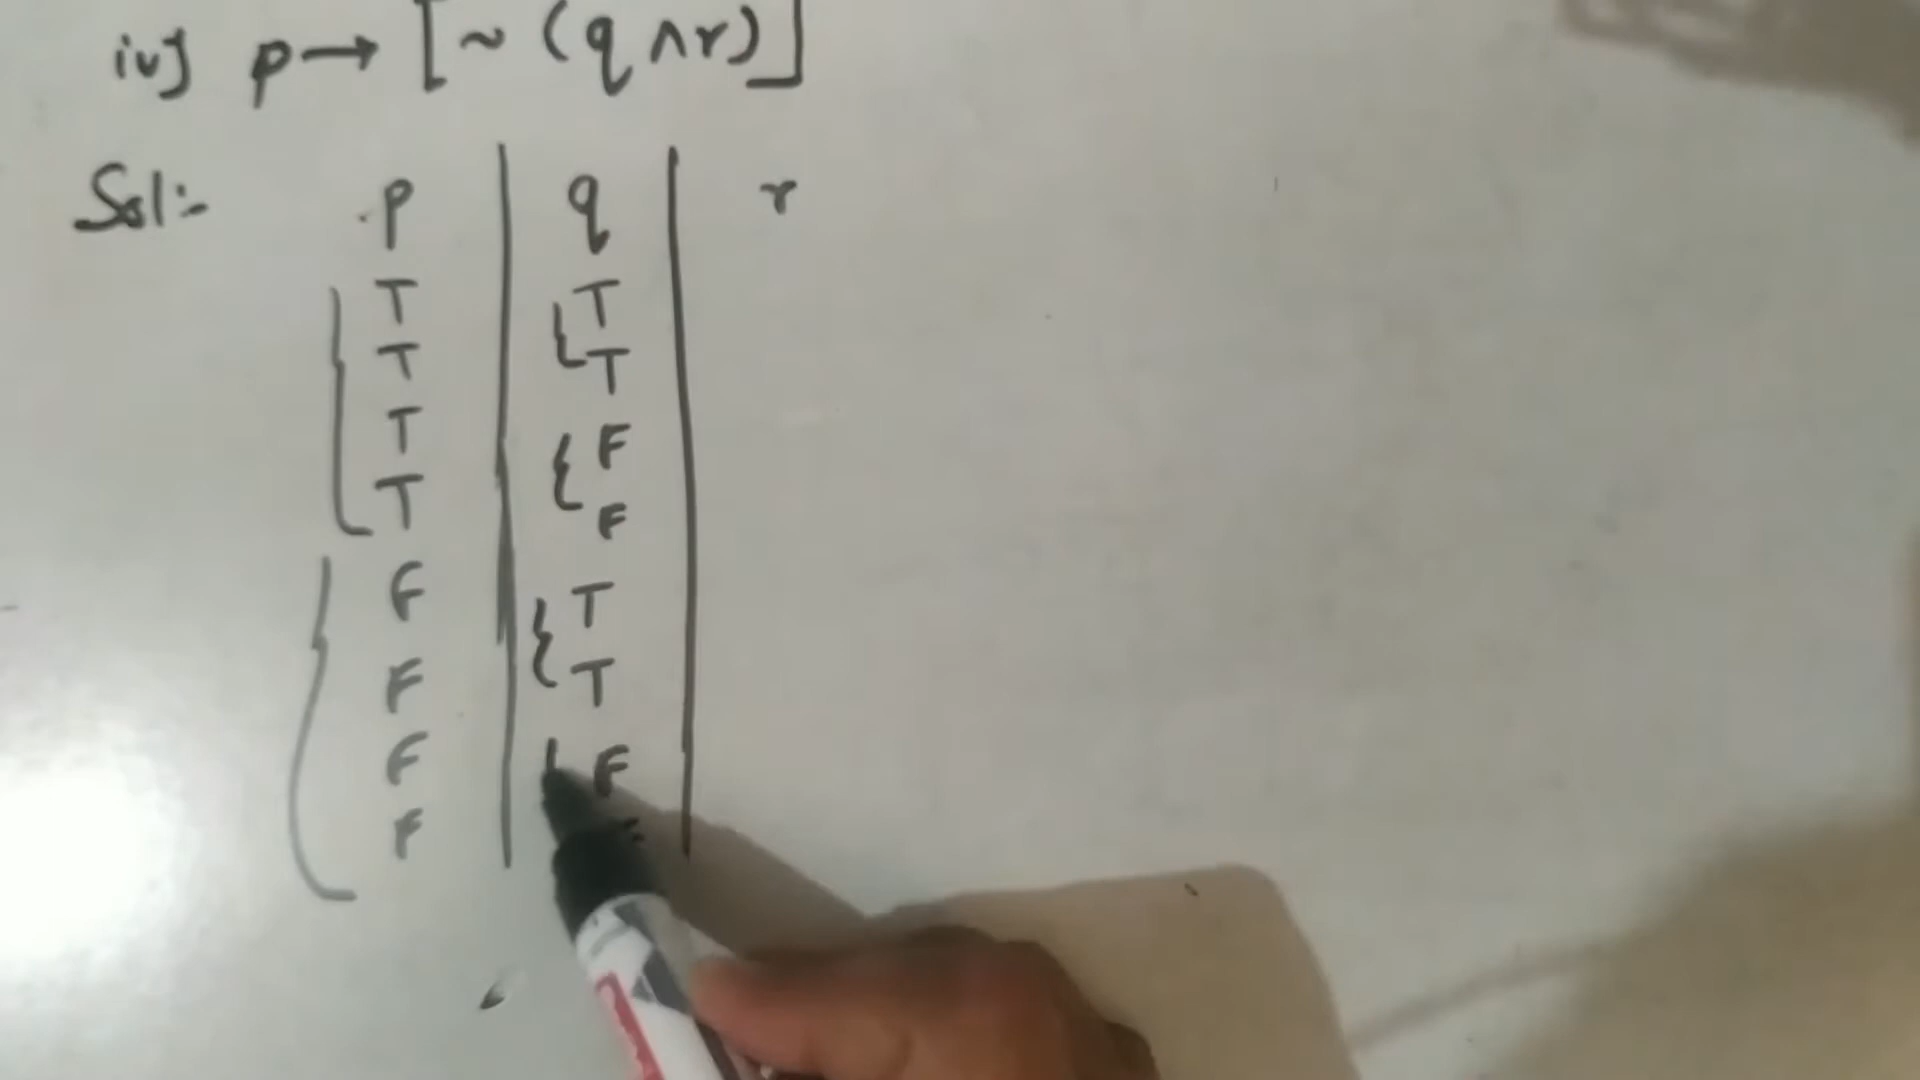 iv] p → [~ (q ∧ r)]
Sol:- p q r
T T
T T
T F
T F
F T
F T
F F
F F